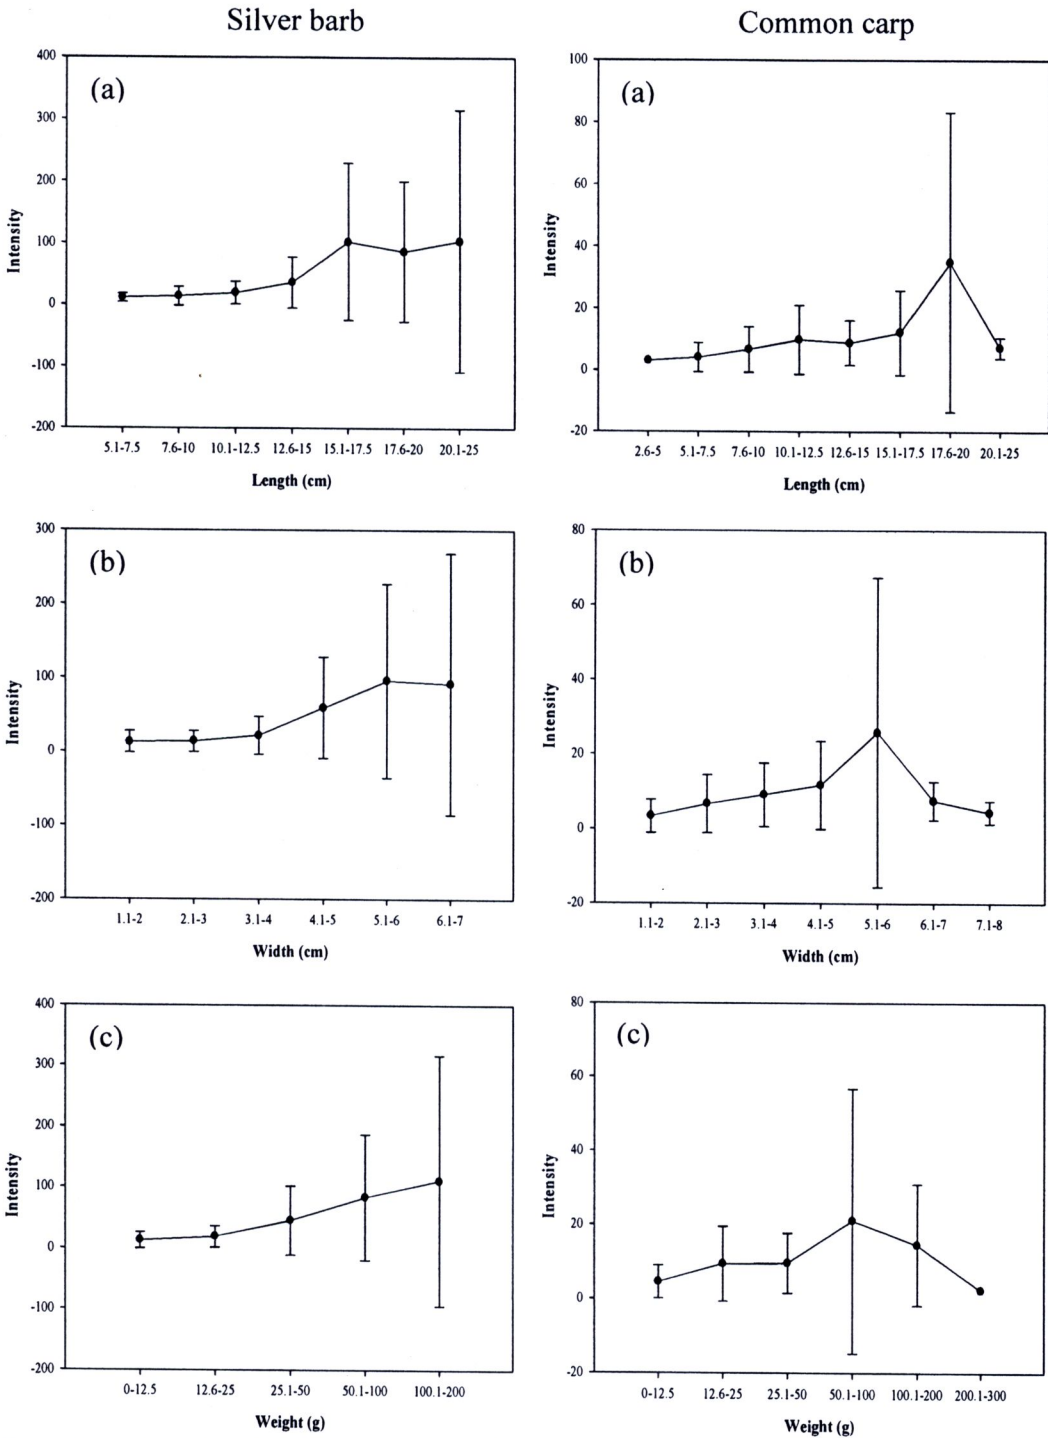 Silver barb
Common carp
(a)
400
300
200
100
0
-100
-200
Intensity
5.1-7.5 7.6-10 10.1-12.5 12.6-15 15.1-17.5 17.6-20 20.1-25
Length (cm)
(a)
100
80
60
40
20
0
-20
Intensity
2.6-5 5.1-7.5 7.6-10 10.1-12.5 12.6-15 15.1-17.5 17.6-20 20.1-25
Length (cm)
(b)
300
200
100
0
-100
-200
Intensity
1.1-2 2.1-3 3.1-4 4.1-5 5.1-6 6.1-7
Width (cm)
(b)
80
60
40
20
0
-20
Intensity
1.1-2 2.1-3 3.1-4 4.1-5 5.1-6 6.1-7 7.1-8
Width (cm)
(c)
400
300
200
100
0
-100
-200
Intensity
0-12.5 12.6-25 25.1-50 50.1-100 100.1-200
Weight (g)
(c)
80
60
40
20
0
-20
Intensity
0-12.5 12.6-25 25.1-50 50.1-100 100.1-200 200.1-300
Weight (g)